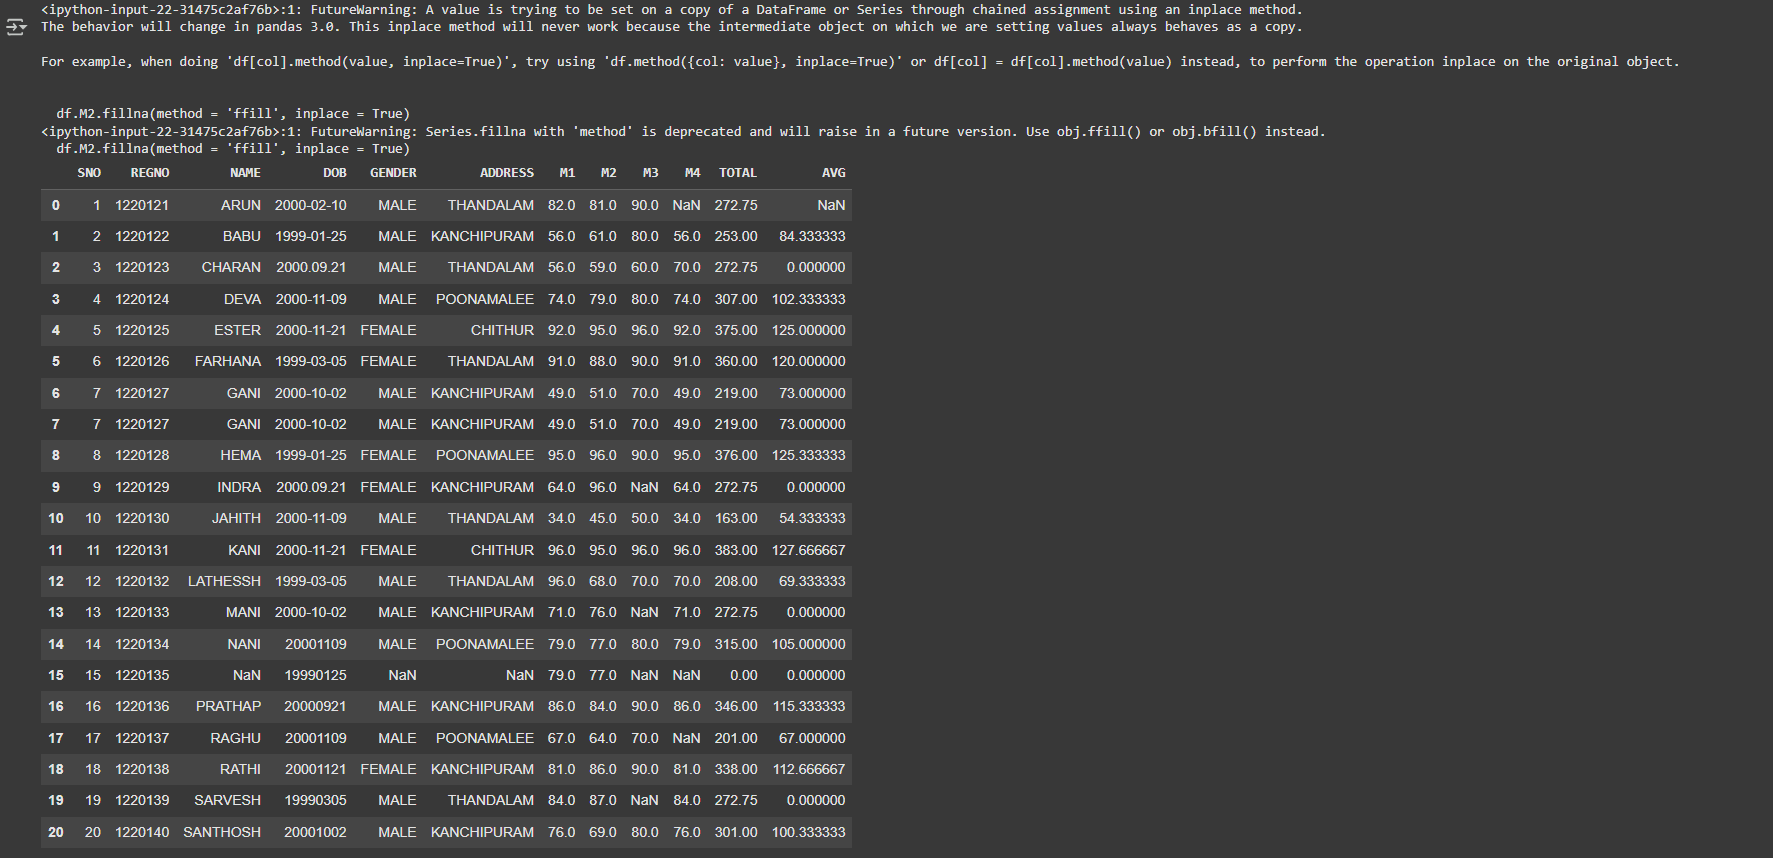 <ipython-input-22-31475c2af76b>:1: FutureWarning: A value is trying to be set on a copy of a DataFrame or Series through chained assignment using an inplace method.
The behavior will change in pandas 3.0. This inplace method will never work because the intermediate object on which we are setting values always behaves as a copy.
For example, when doing 'df[col].method(value, inplace=True)', try using 'df.method({col: value}, inplace=True)' or df[col] = df[col].method(value) instead, to perform the operation inplace on the original object.
df.M2.fillna(method = 'ffill', inplace = True)
<ipython-input-22-31475c2af76b>:1: FutureWarning: Series.fillna with 'method' is deprecated and will raise in a future version. Use obj.ffill() or obj.bfill() instead.
df.M2.fillna(method = 'ffill', inplace = True)
SNO REGNO NAME DOB GENDER ADDRESS M1 M2 M3 M4 TOTAL AVG
0 1 1220121 ARUN 2000-02-10 MALE THANDALAM 82.0 81.0 90.0 NaN 272.75 NaN
1 2 1220122 BABU 1999-01-25 MALE KANCHIPURAM 56.0 61.0 80.0 56.0 253.00 84.333333
2 3 1220123 CHARAN 2000.09.21 MALE THANDALAM 56.0 59.0 60.0 70.0 272.75 0.000000
3 4 1220124 DEVA 2000-11-09 MALE POONAMALEE 74.0 79.0 80.0 74.0 307.00 102.333333
4 5 1220125 ESTER 2000-11-21 FEMALE CHITHUR 92.0 95.0 96.0 92.0 375.00 125.000000
5 6 1220126 FARHANA 1999-03-05 FEMALE THANDALAM 91.0 88.0 90.0 91.0 360.00 120.000000
6 7 1220127 GANI 2000-10-02 MALE KANCHIPURAM 49.0 51.0 70.0 49.0 219.00 73.000000
7 7 1220127 GANI 2000-10-02 MALE KANCHIPURAM 49.0 51.0 70.0 49.0 219.00 73.000000
8 8 1220128 HEMA 1999-01-25 FEMALE POONAMALEE 95.0 96.0 90.0 95.0 376.00 125.333333
9 9 1220129 INDRA 2000.09.21 FEMALE KANCHIPURAM 64.0 96.0 NaN 64.0 272.75 0.000000
10 10 1220130 JAHITH 2000-11-09 MALE THANDALAM 34.0 45.0 50.0 34.0 163.00 54.333333
11 11 1220131 KANI 2000-11-21 FEMALE CHITHUR 96.0 95.0 96.0 96.0 383.00 127.666667
12 12 1220132 LATHESSH 1999-03-05 MALE THANDALAM 96.0 68.0 70.0 70.0 208.00 69.333333
13 13 1220133 MANI 2000-10-02 MALE KANCHIPURAM 71.0 76.0 NaN 71.0 272.75 0.000000
14 14 1220134 NANI 20001109 MALE POONAMALEE 79.0 77.0 80.0 79.0 315.00 105.000000
15 15 1220135 NaN 19990125 NaN NaN 79.0 77.0 NaN NaN 0.00 0.000000
16 16 1220136 PRATHAP 20000921 MALE KANCHIPURAM 86.0 84.0 90.0 86.0 346.00 115.333333
17 17 1220137 RAGHU 20001109 MALE POONAMALEE 67.0 64.0 70.0 NaN 201.00 67.000000
18 18 1220138 RATHI 20001121 FEMALE KANCHIPURAM 81.0 86.0 90.0 81.0 338.00 112.666667
19 19 1220139 SARVESH 19990305 MALE THANDALAM 84.0 87.0 NaN 84.0 272.75 0.000000
20 20 1220140 SANTHOSH 20001002 MALE KANCHIPURAM 76.0 69.0 80.0 76.0 301.00 100.333333